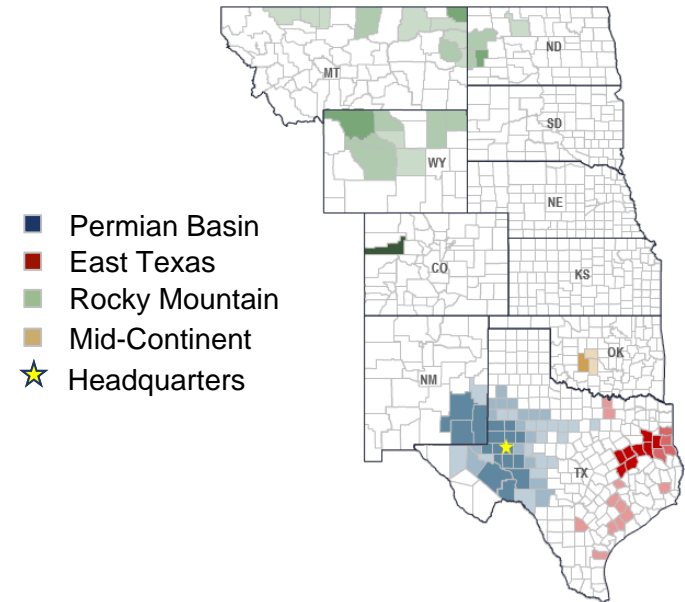 MT
ND
SD
WY
NE
CO
KS
OK
NM
TX
Permian Basin
East Texas
Rocky Mountain
Mid-Continent
Headquarters